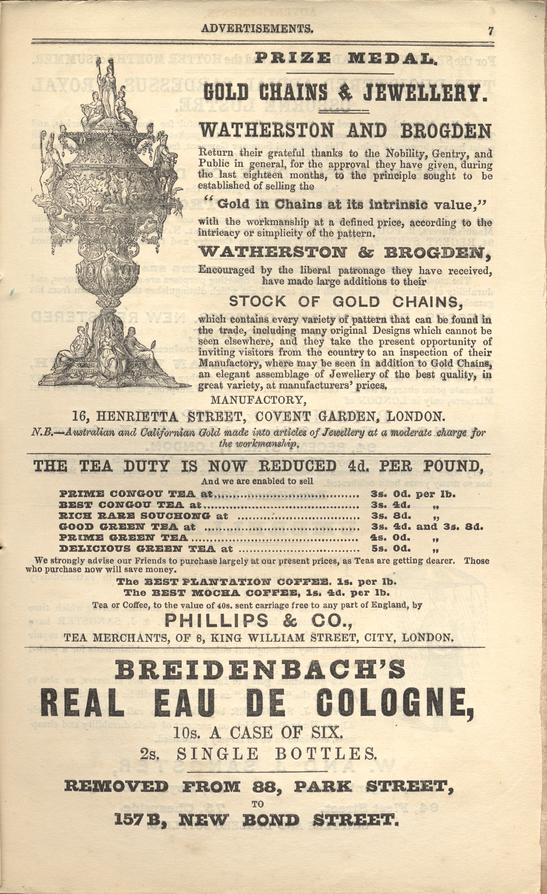 ADVERTISEMENTS. 7
PRIZE MEDAL.
GOLD CHAINS & JEWELLERY.
WATHERSTON AND BROGDEN
Return their grateful thanks to the Nobility, Gentry, and
Public in general, for the approval they have given, during
the last eighteen months, to the principle sought to be
established of selling the
"Gold in Chains at its intrinsic value,"
with the workmanship at a defined price, according to the
intricacy or simplicity of the pattern.
WATHERSTON & BROGDEN,
Encouraged by the liberal patronage they have received,
have made large additions to their
STOCK OF GOLD CHAINS,
which contains every variety of pattern that can be found in
the trade, including many original Designs which cannot be
seen elsewhere, and they take the present opportunity of
inviting visitors from the country to an inspection of their
Manufactory, where may be seen in addition to Gold Chains,
an elegant assemblage of Jewellery of the best quality, in
great variety, at manufacturers' prices,
MANUFACTORY,
16, HENRIETTA STREET, COVENT GARDEN, LONDON.
N.B.—Australian and Californian Gold made into articles of Jewellery at a moderate charge for
the workmanship.
THE TEA DUTY IS NOW REDUCED 4d. PER POUND,
And we are enabled to sell
PRIME CONGOU TEA at.................................... 3s. 0d. per lb.
BEST CONGOU TEA at.................................... 3s. 4d. „
RICH RARE SOUCHONG at ............................ 3s. 8d. „
GOOD GREEN TEA at .................................... 3s. 4d. and 3s. 8d.
PRIME GREEN TEA........................................ 4s. 0d. „
DELICIOUS GREEN TEA at ............................ 5s. 0d. „
We strongly advise our Friends to purchase largely at our present prices, as Teas are getting dearer. Those
who purchase now will save money.
The BEST PLANTATION COFFEE, 1s. per lb.
The BEST MOCHA COFFEE, 1s. 4d. per lb.
Tea or Coffee, to the value of 40s. sent carriage free to any part of England, by
PHILLIPS & CO.,
TEA MERCHANTS, OF 8, KING WILLIAM STREET, CITY, LONDON.
BREIDENBACH'S
REAL EAU DE COLOGNE,
10s. A CASE OF SIX.
2s. SINGLE BOTTLES.
REMOVED FROM 88, PARK STREET,
TO
157B, NEW BOND STREET.